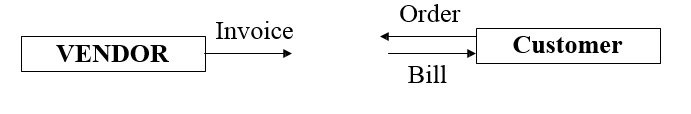 Order
Invoice
VENDOR
Customer
Bill